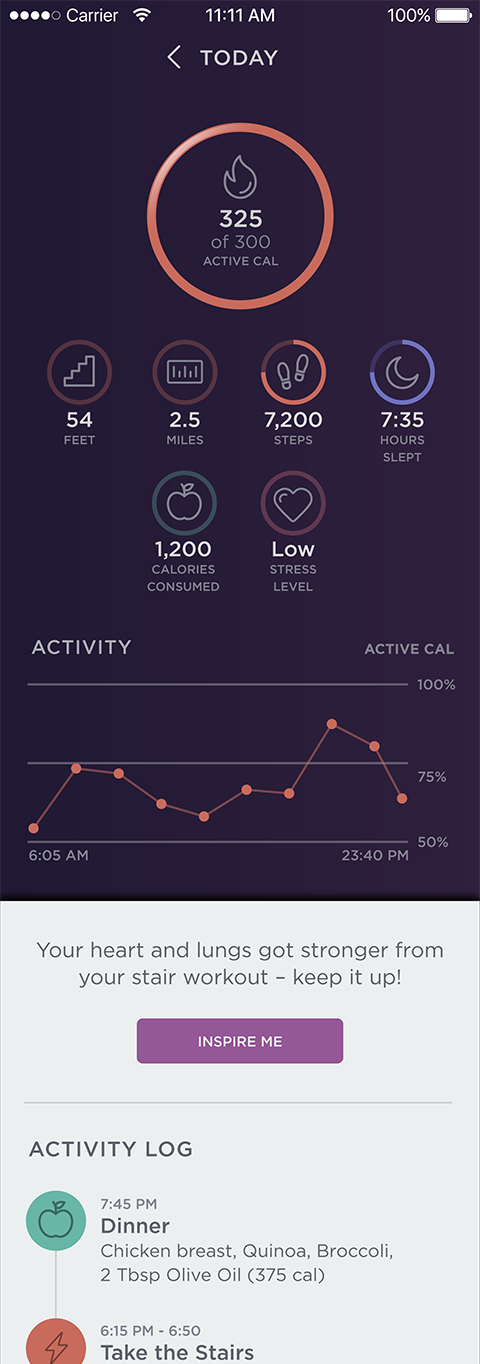 Carrier 11:11 AM 100%
TODAY
325
of 300
ACTIVE CAL
54 2.5 7,200 7:35
FEET MILES STEPS HOURS
SLEPT
1,200 Low
CALORIES STRESS
CONSUMED LEVEL
ACTIVITY ACTIVE CAL
100%
75%
50%
6:05 AM 23:40 PM
Your heart and lungs got stronger from
your stair workout – keep it up!
INSPIRE ME
ACTIVITY LOG
7:45 PM
Dinner
Chicken breast, Quinoa, Broccoli,
2 Tbsp Olive Oil (375 cal)
6:15 PM - 6:50
Take the Stairs